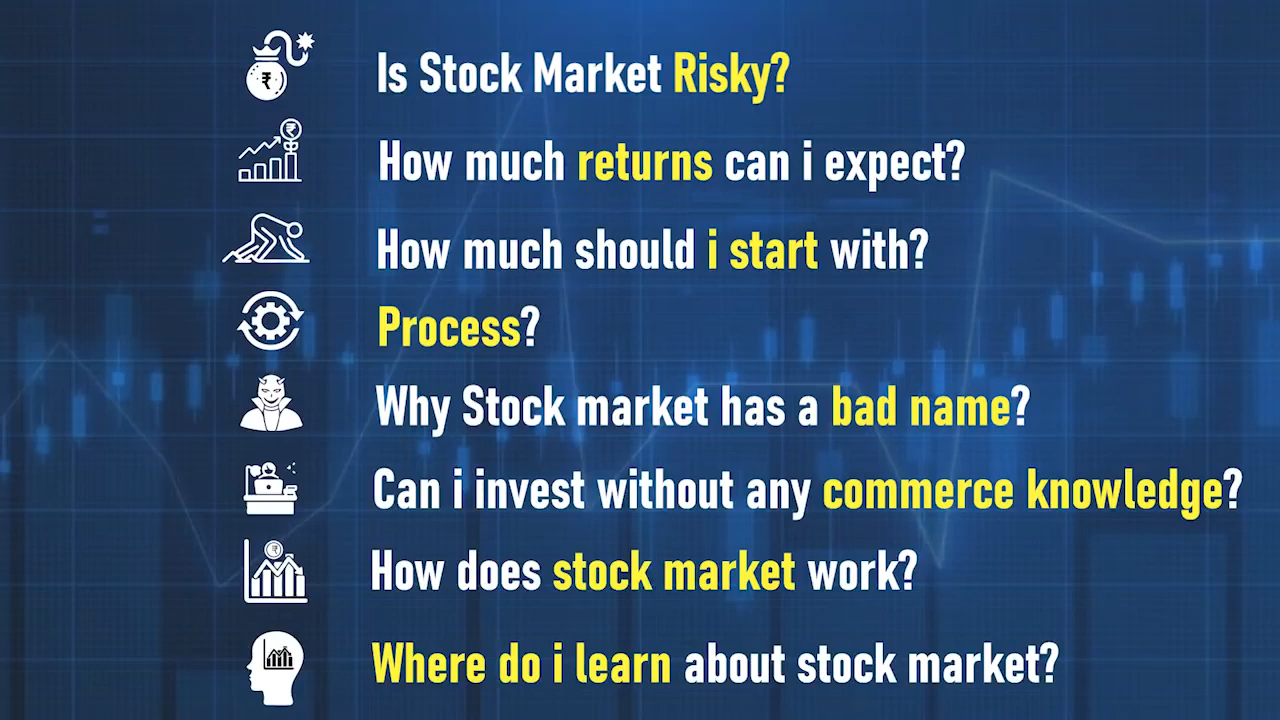 Is Stock Market Risky?
How much returns can i expect?
How much should i start with?
Process?
Why Stock market has a bad name?
Can i invest without any commerce knowledge?
How does stock market work?
Where do i learn about stock market?